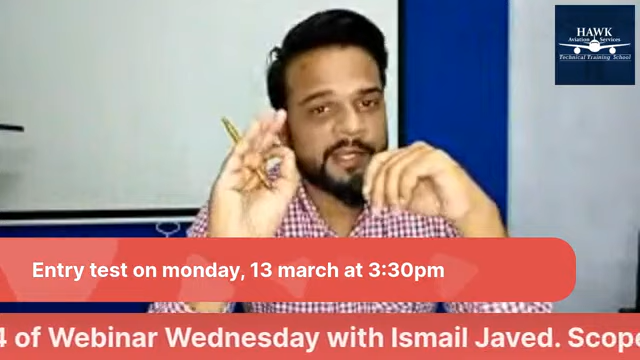 HAWK
Aviation Services
Technical Training School
Entry test on monday, 13 march at 3:30pm
4 of Webinar Wednesday with Ismail Javed. Scope